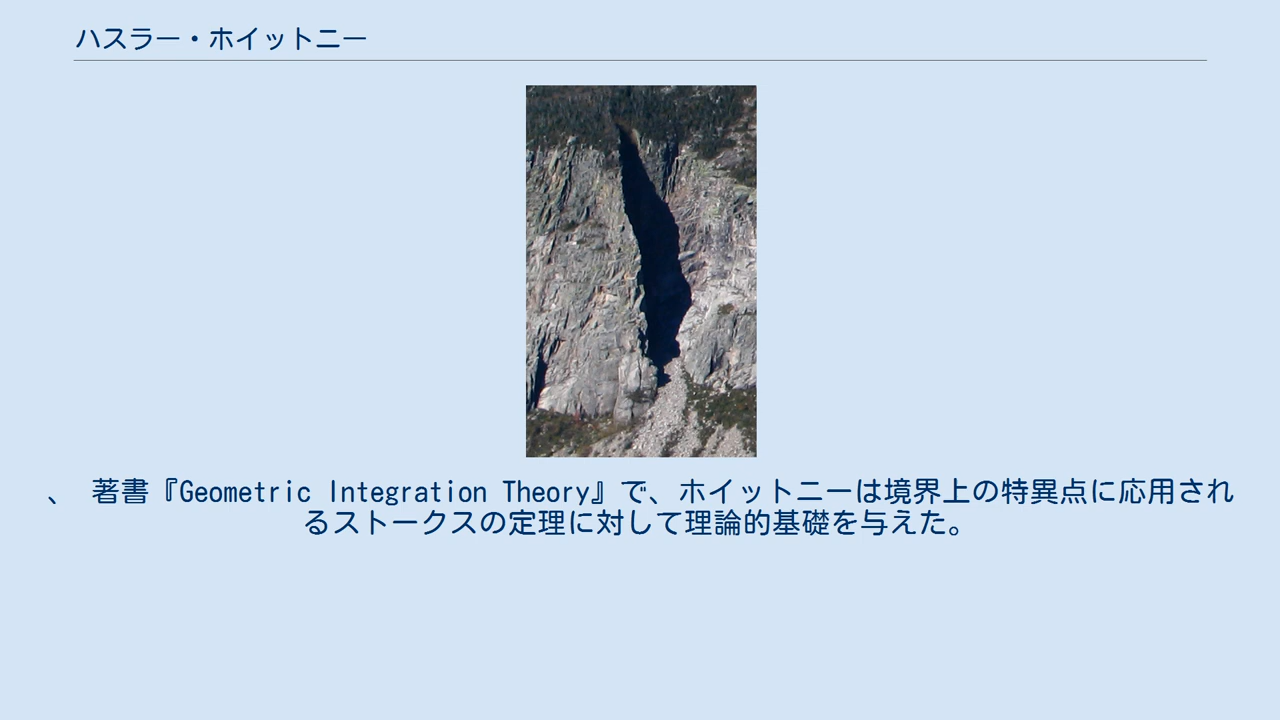 ハスラー・ホイットニー
、 著書『Geometric Integration Theory』で、ホイットニーは境界上の特異点に応用され
るストークスの定理に対して理論的基礎を与えた。